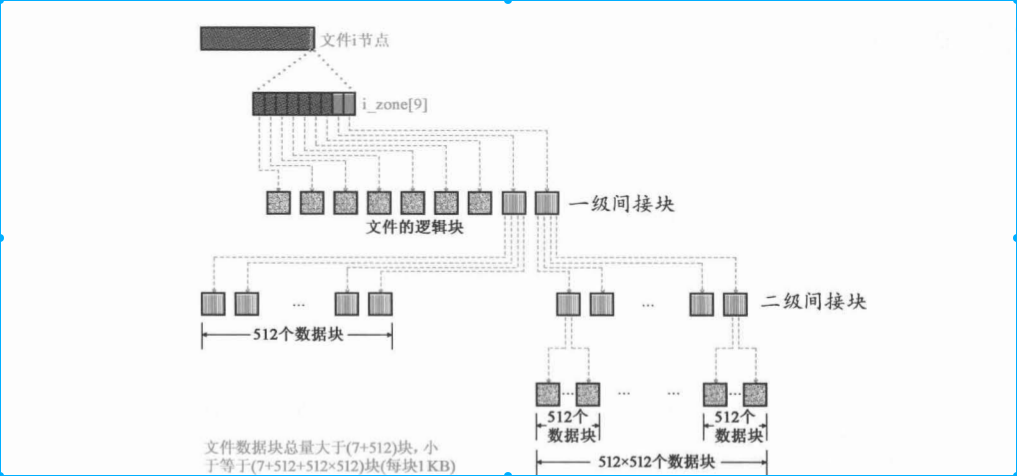 文件i节点
i_zone[9]
一级间接块
文件的逻辑块
... ...
二级间接块
512个数据块
... ... ... ...
512个
数据块
512个
数据块
文件数据块总量大于(7+512)块，小
于等于(7+512+512×512)块(每块1 KB)
512×512个数据块